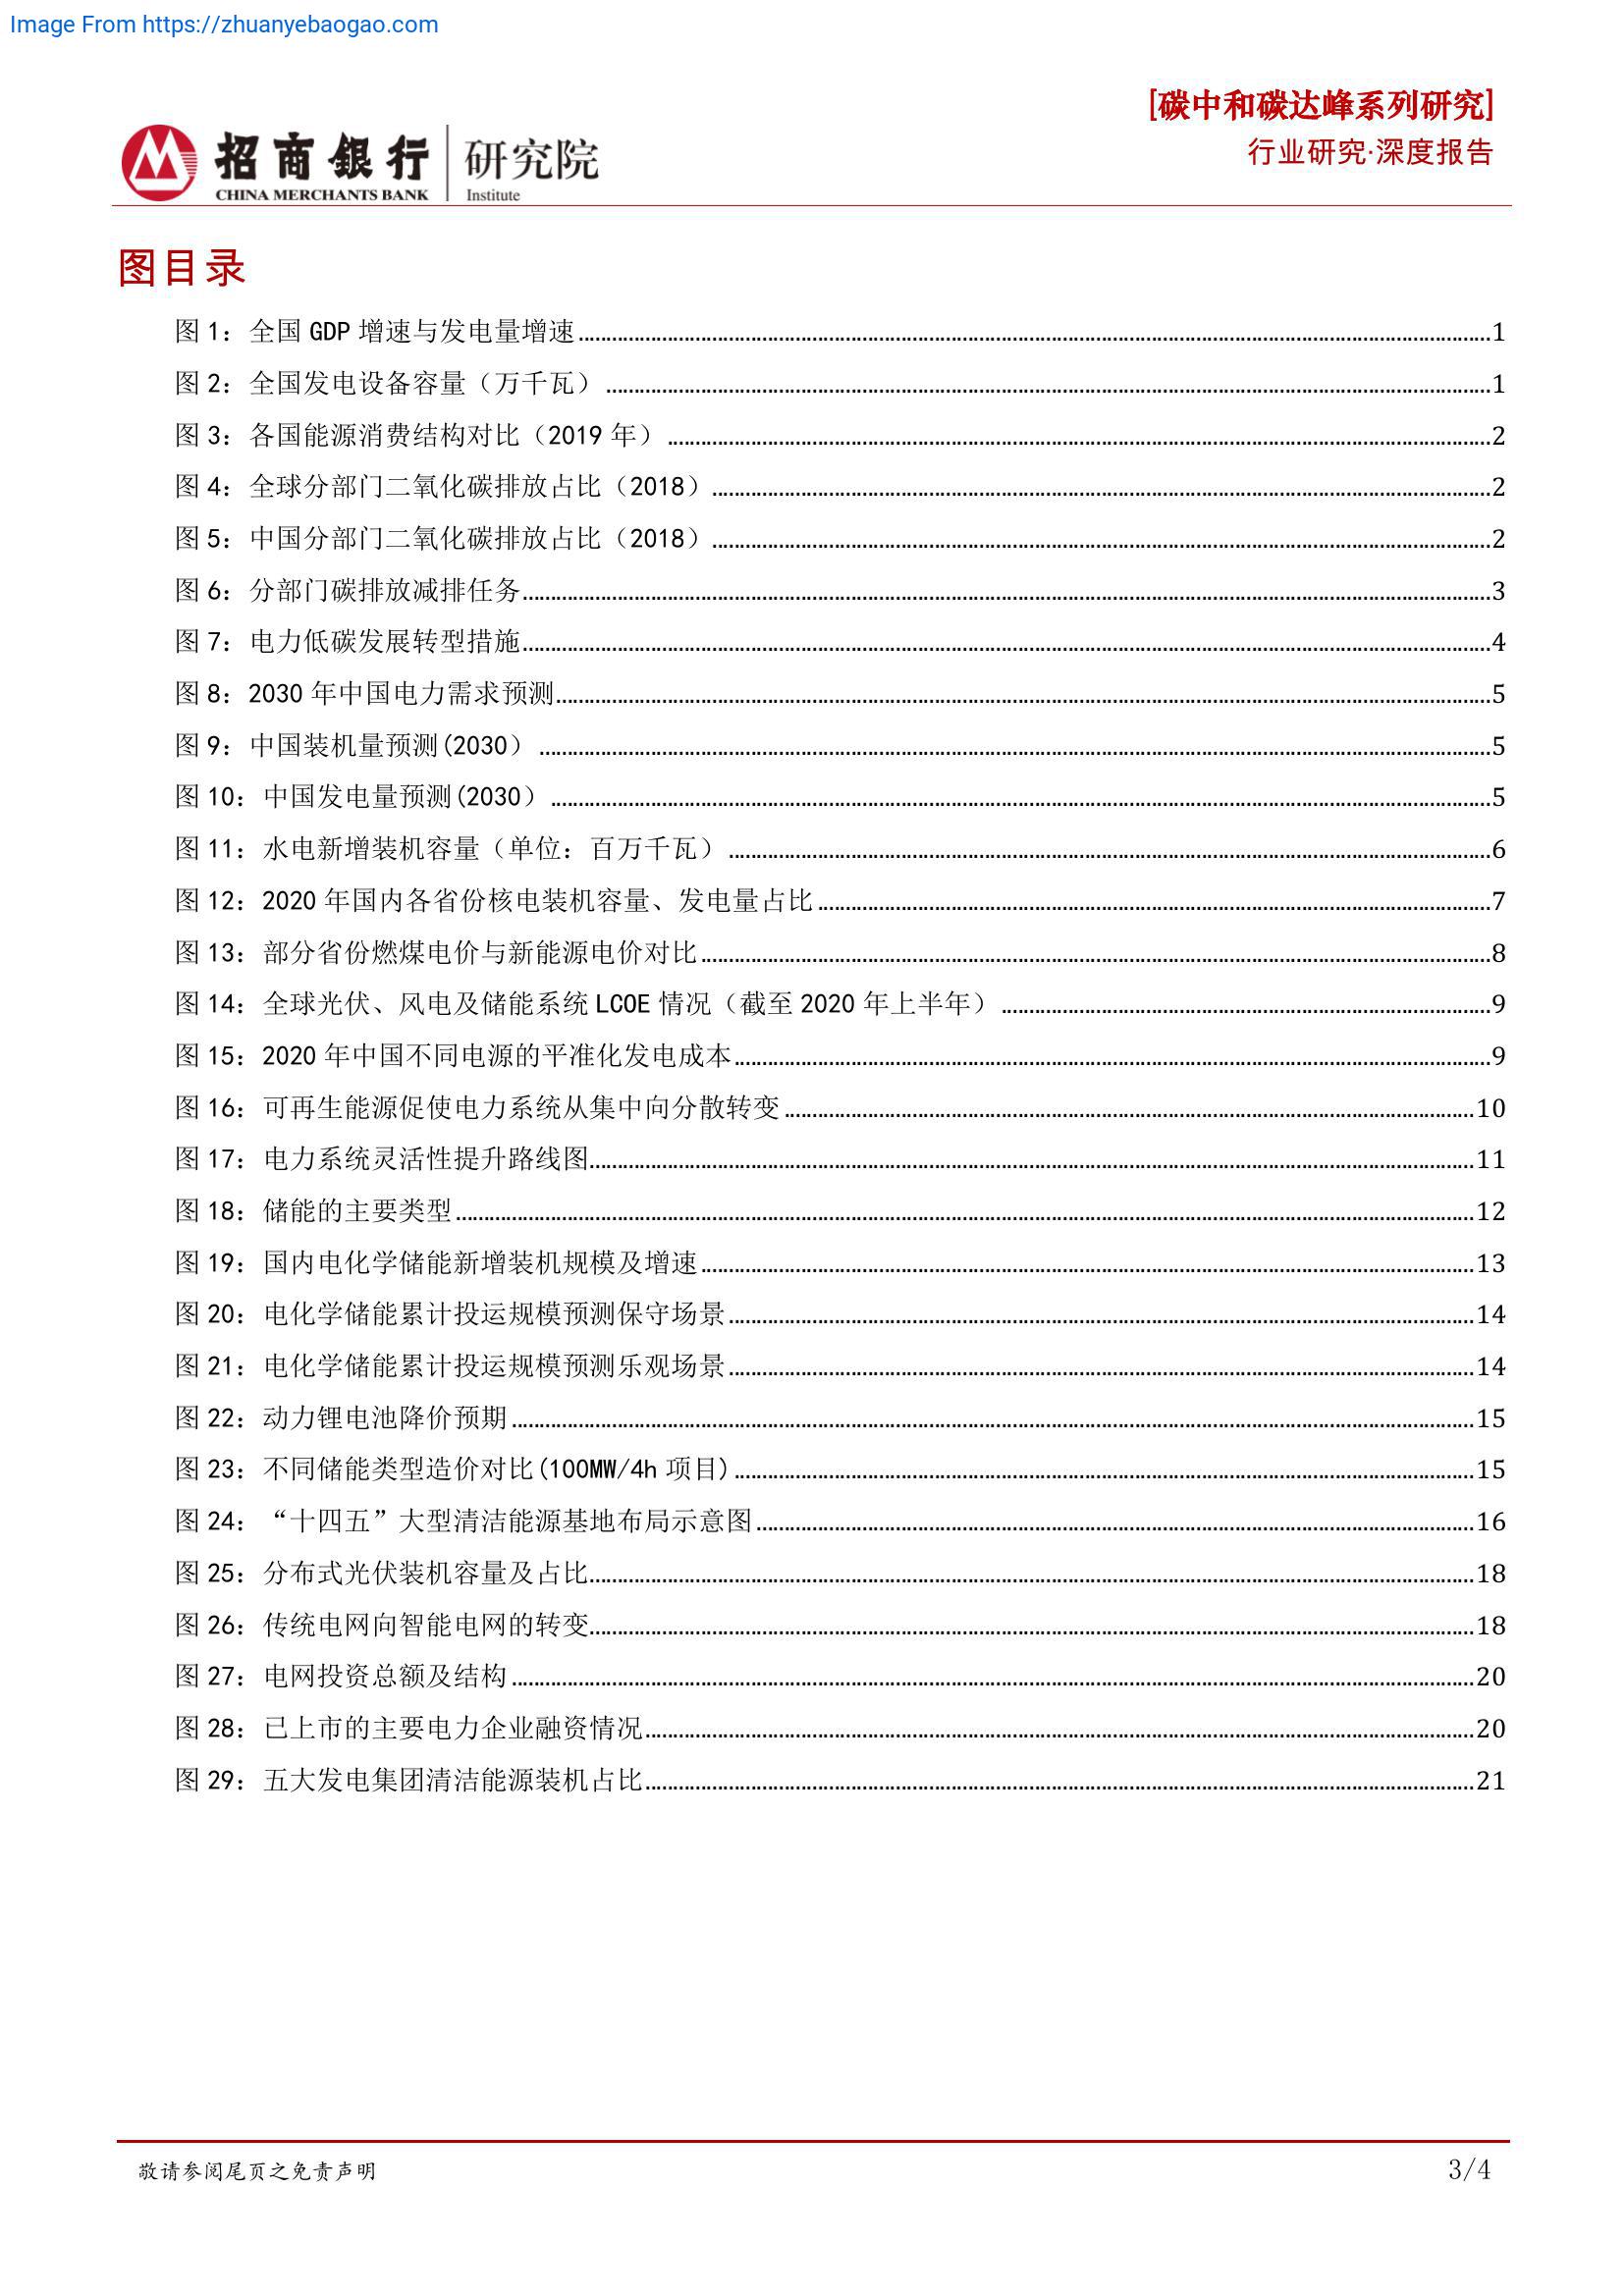 Image From https://zhuanyebaogao.com
[碳中和碳达峰系列研究]
行业研究·深度报告
招商銀行 研究院
CHINA MERCHANTS BANK Institute
图目录
图 1：全国 GDP 增速与发电量增速 1
图 2：全国发电设备容量（万千瓦） 1
图 3：各国能源消费结构对比（2019 年） 2
图 4：全球分部门二氧化碳排放占比（2018） 2
图 5：中国分部门二氧化碳排放占比（2018） 2
图 6：分部门碳排放减排任务 3
图 7：电力低碳发展转型措施 4
图 8：2030 年中国电力需求预测 5
图 9：中国装机量预测(2030） 5
图 10：中国发电量预测(2030） 5
图 11：水电新增装机容量（单位：百万千瓦） 6
图 12：2020 年国内各省份核电装机容量、发电量占比 7
图 13：部分省份燃煤电价与新能源电价对比 8
图 14：全球光伏、风电及储能系统 LCOE 情况（截至 2020 年上半年） 9
图 15：2020 年中国不同电源的平准化发电成本 9
图 16：可再生能源促使电力系统从集中向分散转变 10
图 17：电力系统灵活性提升路线图 11
图 18：储能的主要类型 12
图 19：国内电化学储能新增装机规模及增速 13
图 20：电化学储能累计投运规模预测保守场景 14
图 21：电化学储能累计投运规模预测乐观场景 14
图 22：动力锂电池降价预期 15
图 23：不同储能类型造价对比(100MW/4h 项目) 15
图 24：“十四五”大型清洁能源基地布局示意图 16
图 25：分布式光伏装机容量及占比 18
图 26：传统电网向智能电网的转变 18
图 27：电网投资总额及结构 20
图 28：已上市的主要电力企业融资情况 20
图 29：五大发电集团清洁能源装机占比 21
敬请参阅尾页之免责声明 3/4